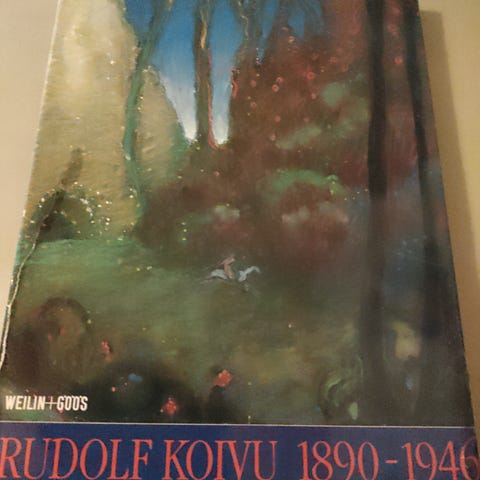 WEILIN+GÖÖS
RUDOLF KOIVU 1890-1946